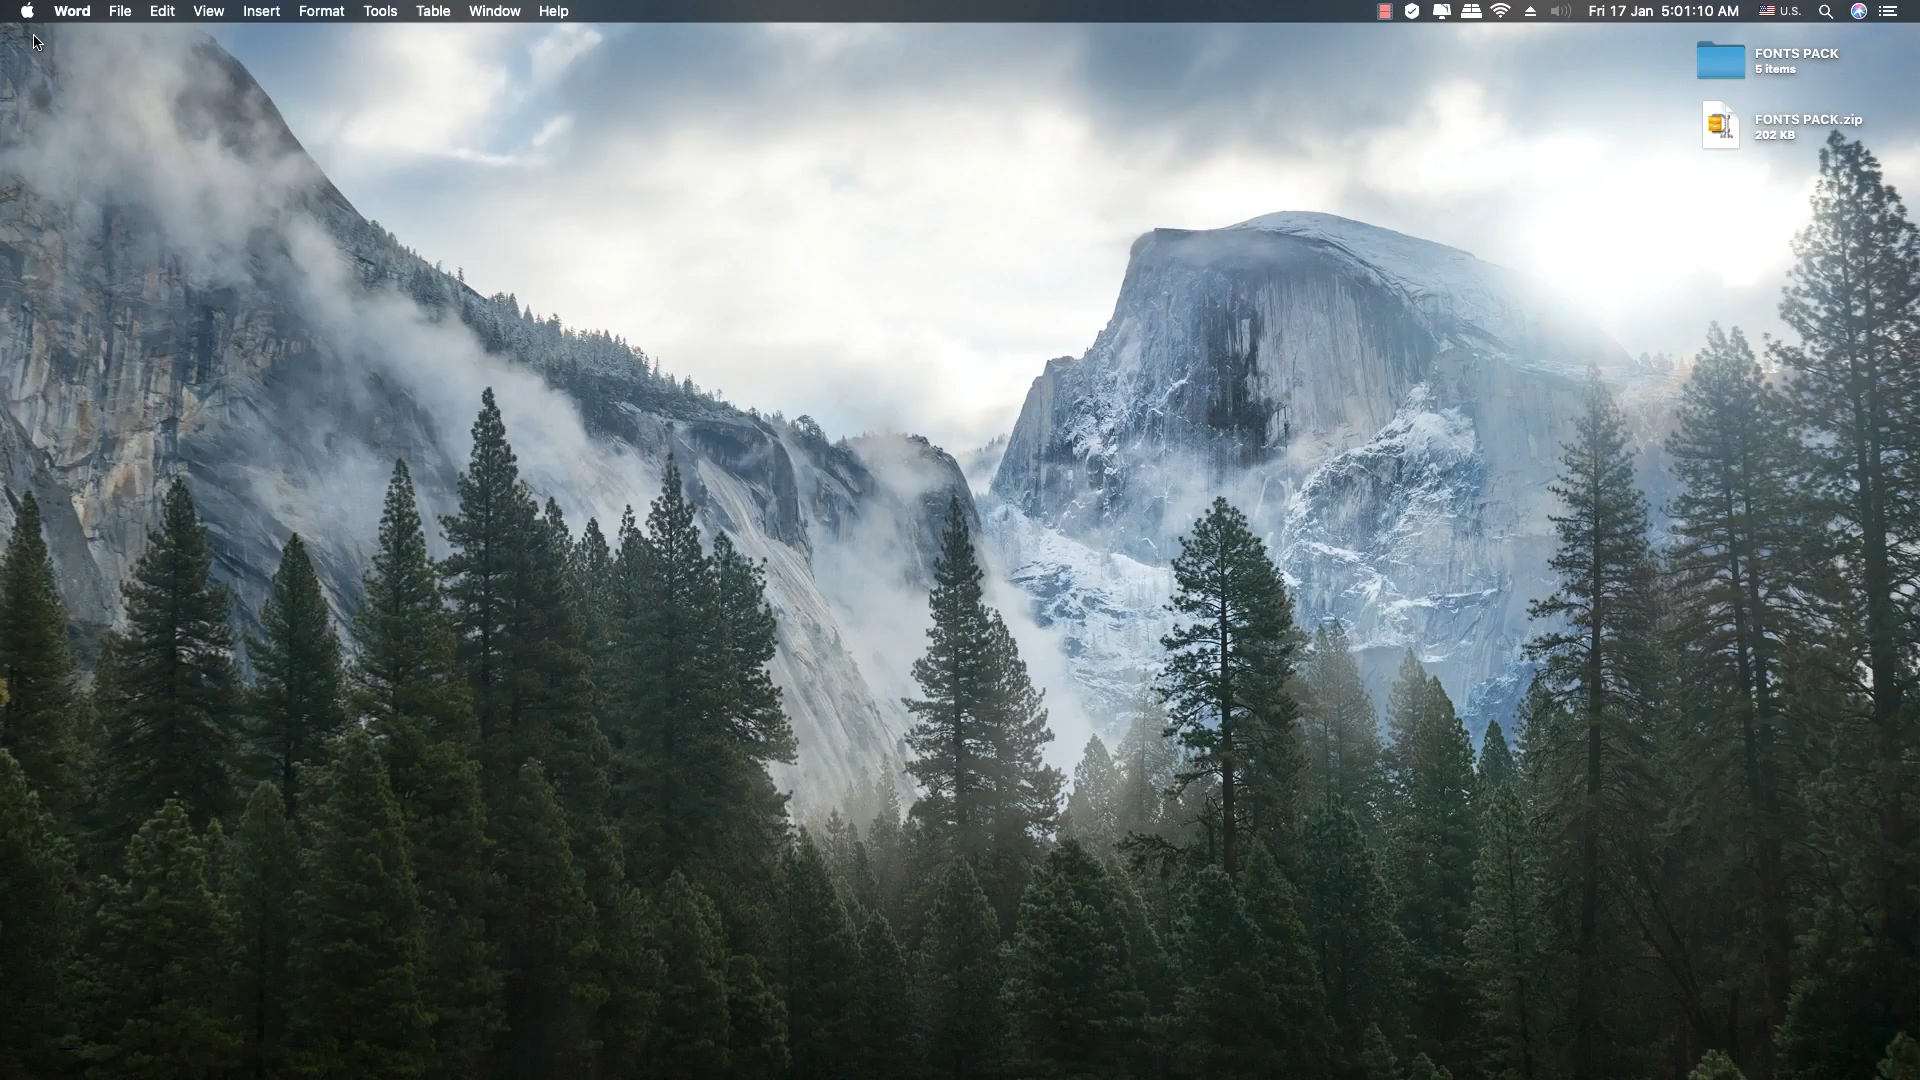 Word File Edit View Insert Format Tools Table Window Help Fri 17 Jan 5:01:10 AM U.S.
FONTS PACK
5 items
FONTS PACK.zip
202 KB